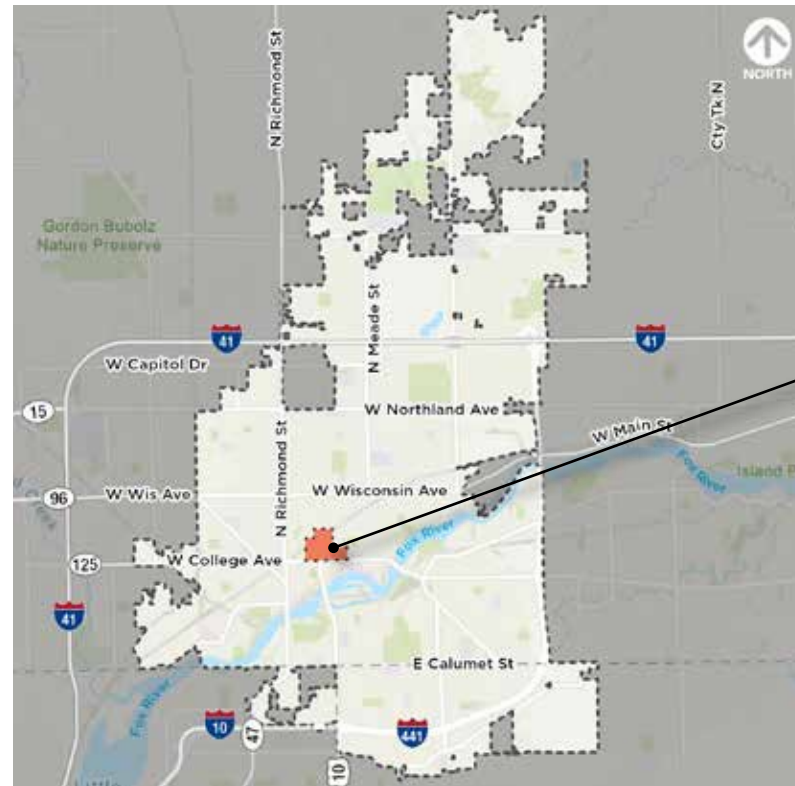 N Richmond St
NORTH
Cty Tk N
Gordon Bubolz
Nature Preserve
N Meade St
41
41
W Capitol Dr
15
W Northland Ave
N Richmond St
W Main St
Fox River
96
W Wis Ave
W Wisconsin Ave
Island
Creek
Fox River
125
W College Ave
41
E Calumet St
Fox River
10
47
441
10
Little